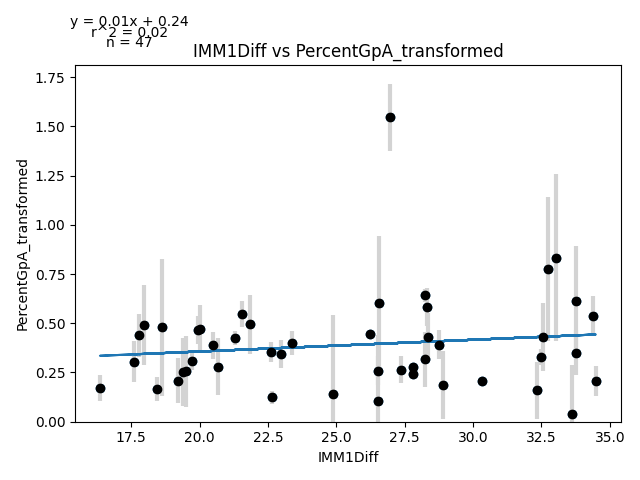 y = 0.01x + 0.24
r^2 = 0.02
n = 47
IMM1Diff vs PercentGpA_transformed
1.75
1.50
1.25
1.00
0.75
0.50
0.25
0.00
PercentGpA_transformed
17.5 20.0 22.5 25.0 27.5 30.0 32.5 35.0
IMM1Diff